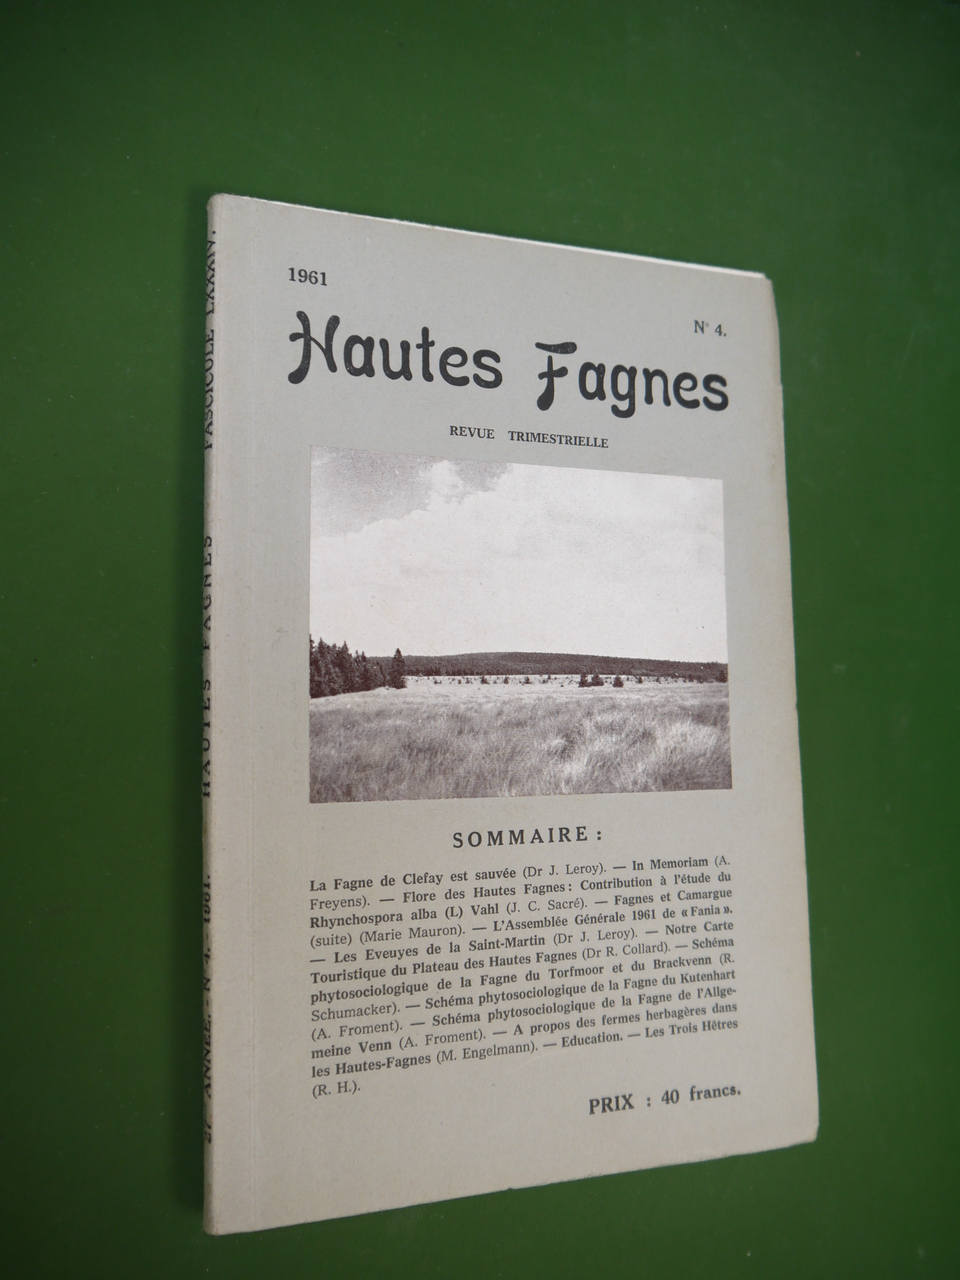 1961
N° 4.
Hautes Fagnes
REVUE TRIMESTRIELLE
SOMMAIRE :
La Fagne de Clefay est sauvée (Dr J. Leroy). — In Memoriam (A.
Freyens). — Flore des Hautes Fagnes : Contribution à l'étude du
Rhynchospora alba (L) Vahl (J. C. Sacré). — Fagnes et Camargue
(suite) (Marie Mauron). — L'Assemblée Générale 1961 de « Fania ».
— Les Eveuyes de la Saint-Martin (Dr J. Leroy). — Notre Carte
Touristique du Plateau des Hautes Fagnes (Dr R. Collard). — Schéma
phytosociologique de la Fagne du Torfmoor et du Brackvenn (R.
Schumacker). — Schéma phytosociologique de la Fagne du Kutenhart
(A. Froment). — Schéma phytosociologique de la Fagne de l'Allge-
meine Venn (A. Froment). — A propos des fermes herbagères dans
les Hautes-Fagnes (M. Engelmann). — Education. — Les Trois Hêtres
(R. H.).
PRIX : 40 francs.
ANNEE. - N° 4. - 1961. HAUTES FAGNES FASCICULE LXXXIV.